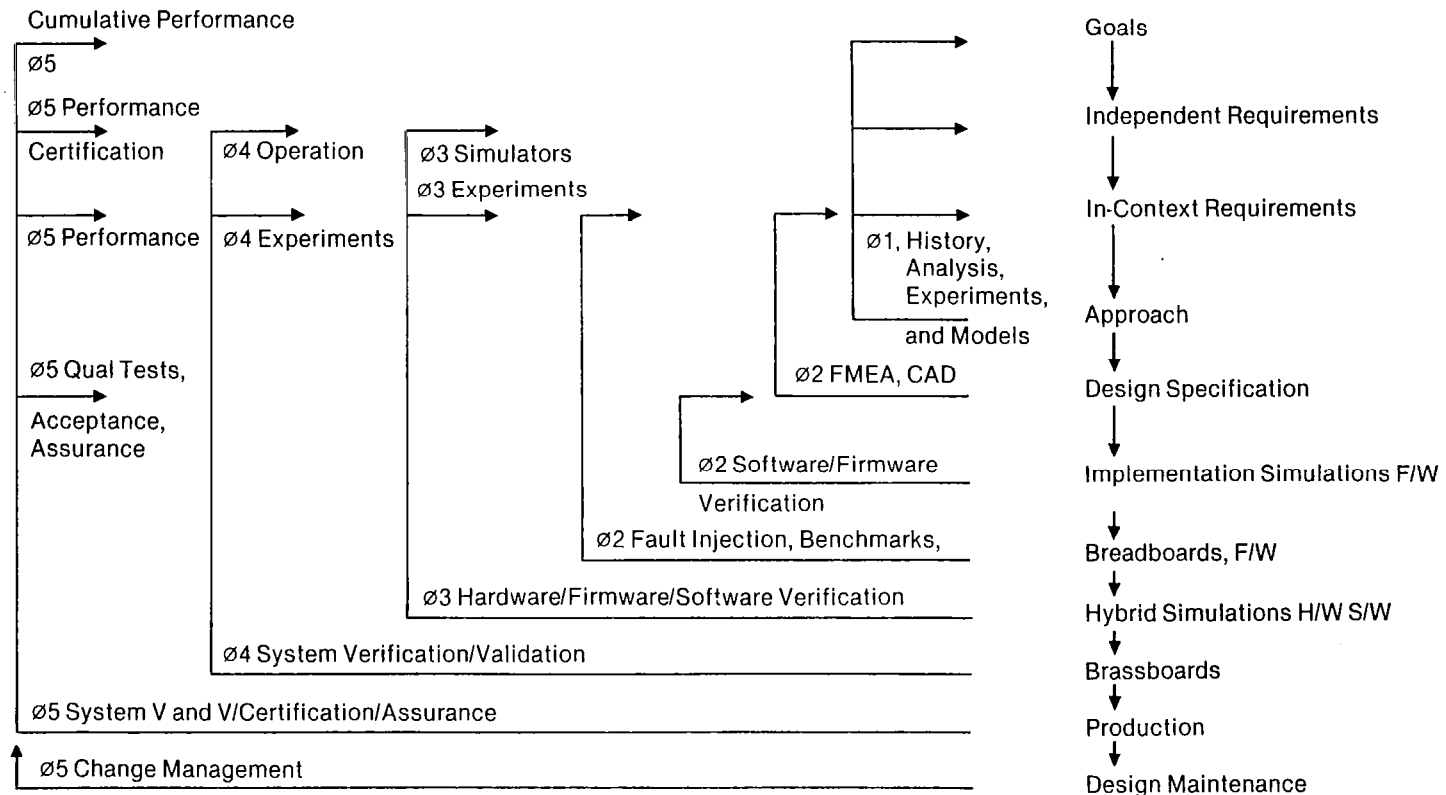 Cumulative Performance
Ø5
Ø5 Performance
Certification
Ø4 Operation
Ø3 Simulators
Ø3 Experiments
Ø5 Performance
Ø4 Experiments
Ø1, History,
Analysis,
Experiments,
and Models
Ø5 Qual Tests,
Acceptance,
Assurance
Ø2 FMEA, CAD
Ø2 Software/Firmware
Verification
Ø2 Fault Injection, Benchmarks,
Ø3 Hardware/Firmware/Software Verification
Ø4 System Verification/Validation
Ø5 System V and V/Certification/Assurance
Ø5 Change Management
Goals
Independent Requirements
In-Context Requirements
Approach
Design Specification
Implementation Simulations F/W
Breadboards, F/W
Hybrid Simulations H/W S/W
Brassboards
Production
Design Maintenance